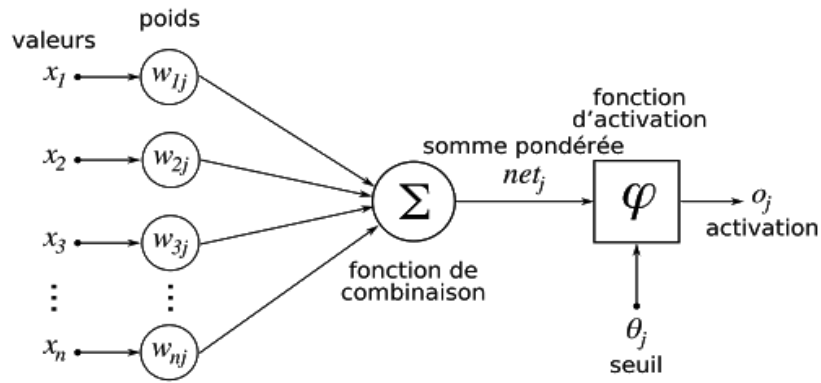 valeurs
poids
x₁
w₁ⱼ
x₂
w₂ⱼ
x₃
w₃ⱼ
⋮
⋮
xₙ
wₙⱼ
Σ
fonction de
combinaison
somme pondérée
netⱼ
fonction
d'activation
φ
oⱼ
activation
θⱼ
seuil